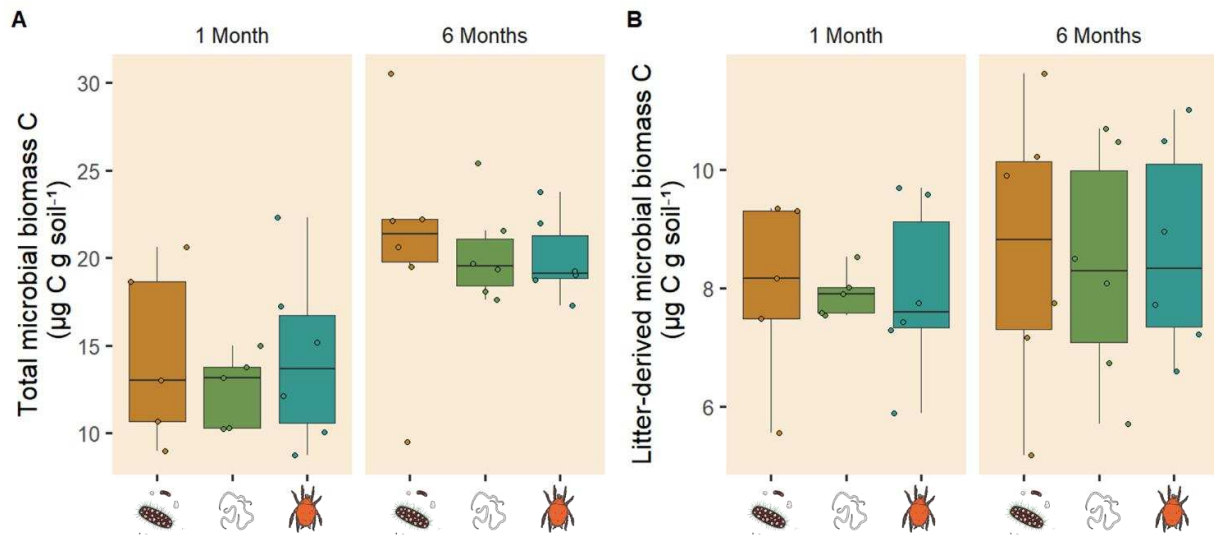 A
1 Month
6 Months
Total microbial biomass C
(µg C g soil⁻¹)
30
25
20
15
10
B
1 Month
6 Months
Litter-derived microbial biomass C
(µg C g soil⁻¹)
10
8
6